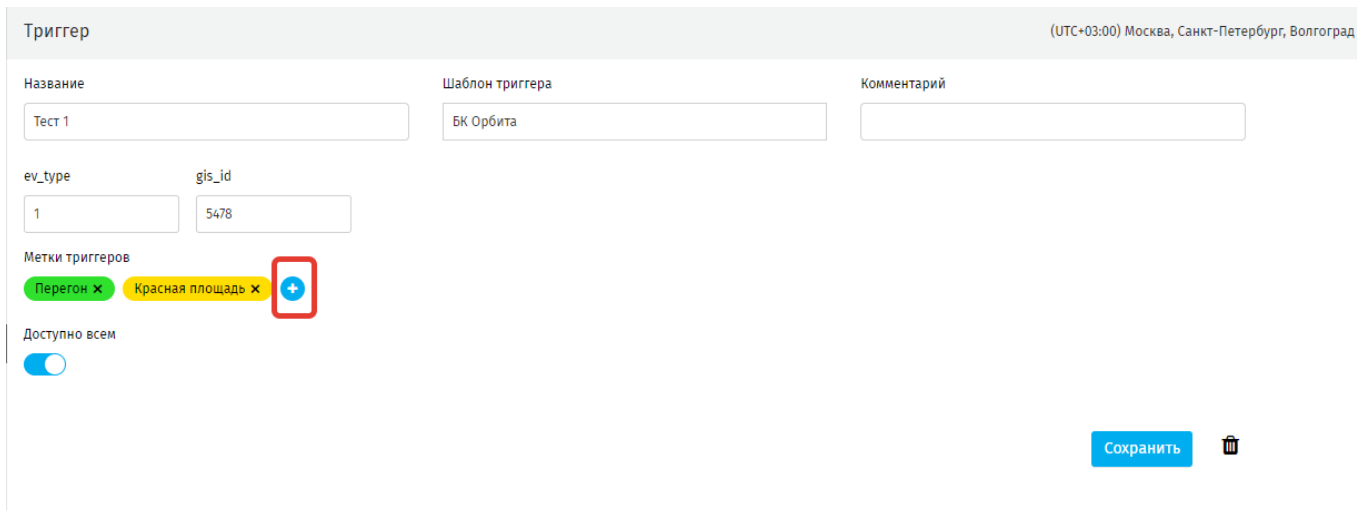 Триггер (UTC+03:00) Москва, Санкт-Петербург, Волгоград
Название Шаблон триггера Комментарий
Тест 1 БК Орбита
ev_type gis_id
1 5478
Метки триггеров
Перегон × Красная площадь × +
Доступно всем
Сохранить